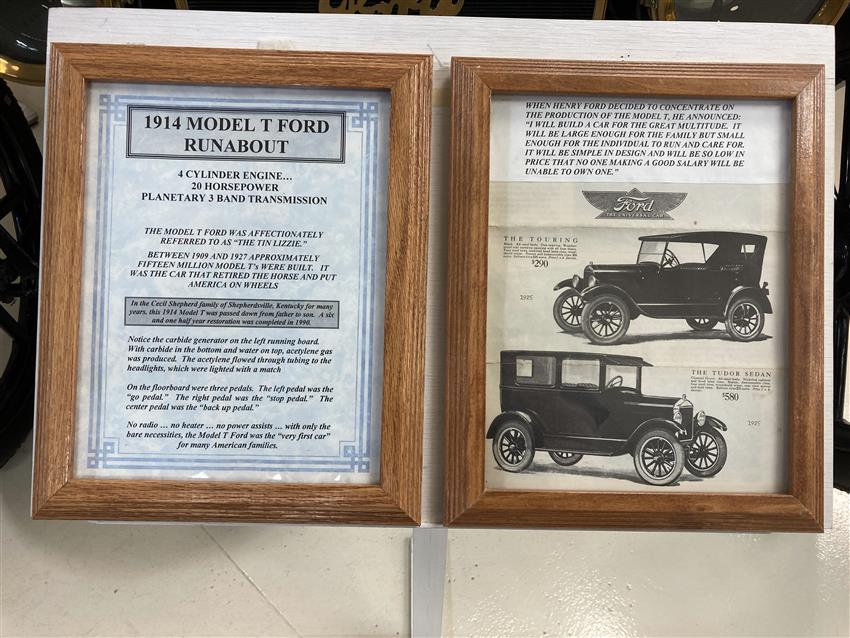 1914 MODEL T FORD
RUNABOUT
4 CYLINDER ENGINE...
20 HORSEPOWER
PLANETARY 3 BAND TRANSMISSION
THE MODEL T FORD WAS AFFECTIONATELY
REFERRED TO AS "THE TIN LIZZIE."
BETWEEN 1909 AND 1927 APPROXIMATELY
FIFTEEN MILLION MODEL T's WERE BUILT. IT
WAS THE CAR THAT RETIRED THE HORSE AND PUT
AMERICA ON WHEELS
In the Cecil Shepherd family of Shepherdsville, Kentucky for many
years, this 1914 Model T was passed down from father to son. A six
and one half year restoration was completed in 1990.
Notice the carbide generator on the left running board.
With carbide in the bottom and water on top, acetylene gas
was produced. The acetylene flowed through tubing to the
headlights, which were lighted with a match
On the floorboard were three pedals. The left pedal was the
"go pedal." The right pedal was the "stop pedal." The
center pedal was the "back up pedal."
No radio ... no heater ... no power assists ... with only the
bare necessities, the Model T Ford was the "very first car"
for many American families.
WHEN HENRY FORD DECIDED TO CONCENTRATE ON
THE PRODUCTION OF THE MODEL T, HE ANNOUNCED:
"I WILL BUILD A CAR FOR THE GREAT MULTITUDE. IT
WILL BE LARGE ENOUGH FOR THE FAMILY BUT SMALL
ENOUGH FOR THE INDIVIDUAL TO RUN AND CARE FOR.
IT WILL BE SIMPLE IN DESIGN AND WILL BE SO LOW IN
PRICE THAT NO ONE MAKING A GOOD SALARY WILL BE
UNABLE TO OWN ONE."
Ford
THE UNIVERSAL CAR
THE TOURING
$290
1925
THE TUDOR SEDAN
$580
1925